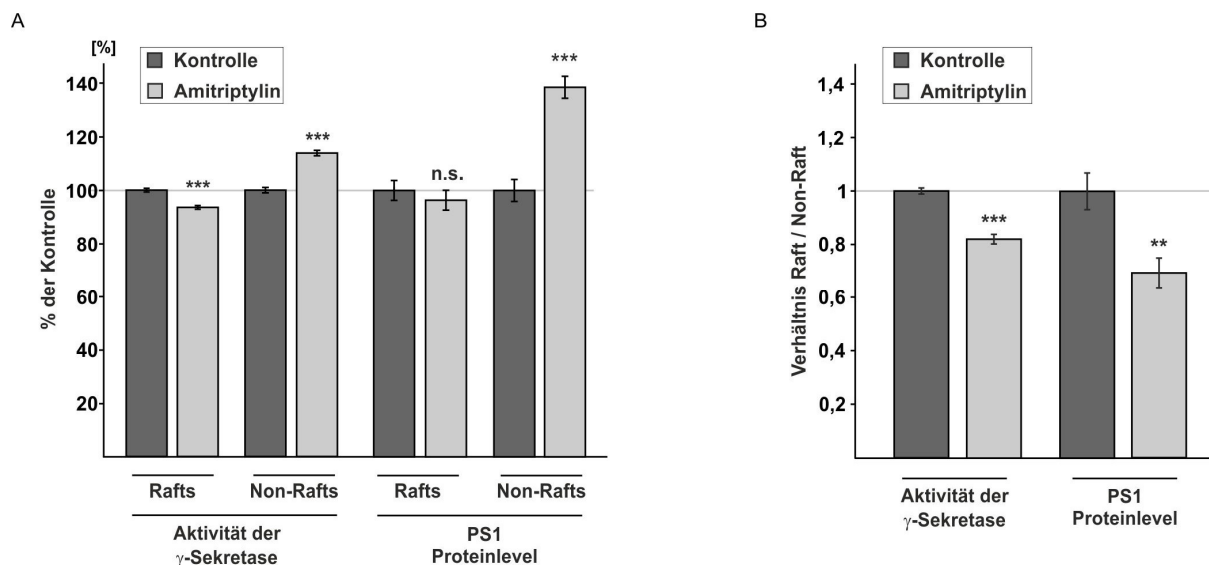 A
[%]
Kontrolle
Amitriptylin
140
120
100
80
60
40
20
% der Kontrolle
***
***
n.s.
***
Rafts
Non-Rafts
Rafts
Non-Rafts
Aktivität der
γ-Sekretase
PS1
Proteinlevel
B
Kontrolle
Amitriptylin
1,4
1,2
1
0,8
0,6
0,4
0,2
Verhältnis Raft / Non-Raft
***
**
Aktivität der
γ-Sekretase
PS1
Proteinlevel